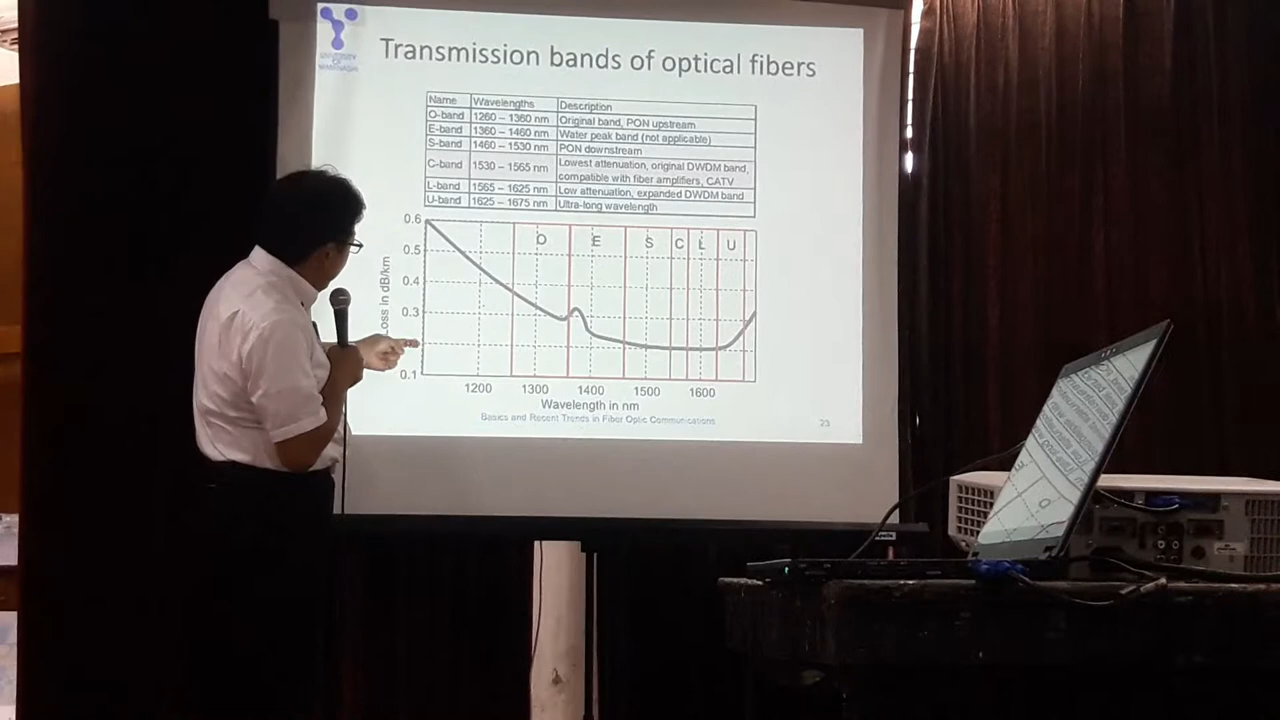 UNIVERSITY
OF
YAMANASHI
Transmission bands of optical fibers
Name Wavelengths Description
O-band 1260 – 1360 nm Original band, PON upstream
E-band 1360 – 1460 nm Water peak band (not applicable)
S-band 1460 – 1530 nm PON downstream
C-band 1530 – 1565 nm Lowest attenuation, original DWDM band,
compatible with fiber amplifiers, CATV
L-band 1565 – 1625 nm Low attenuation, expanded DWDM band
U-band 1625 – 1675 nm Ultra-long wavelength
0.6
O E S C L U
0.5
0.4
0.3
0.1
Loss in dB/km
1200 1300 1400 1500 1600
Wavelength in nm
Basics and Recent Trends in Fiber Optic Communications 23